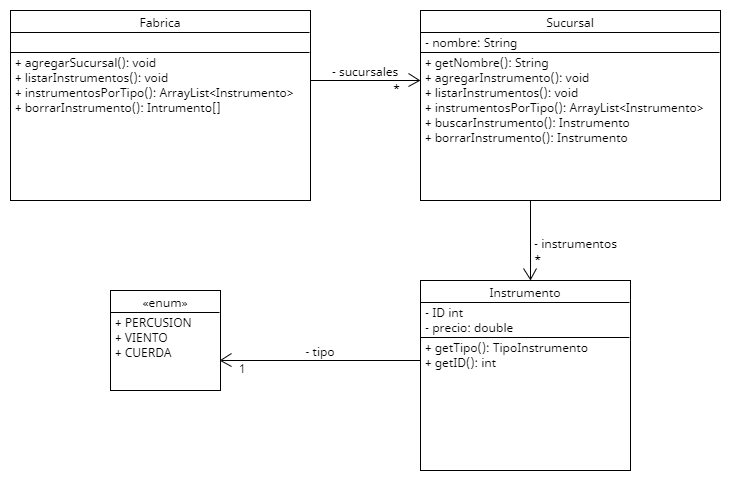 Fabrica
+ agregarSucursal(): void
+ listarInstrumentos(): void
+ instrumentosPorTipo(): ArrayList<Instrumento>
+ borrarInstrumento(): Intrumento[]
- sucursales
*
Sucursal
- nombre: String
+ getNombre(): String
+ agregarInstrumento(): void
+ listarInstrumentos(): void
+ instrumentosPorTipo(): ArrayList<Instrumento>
+ buscarInstrumento(): Instrumento
+ borrarInstrumento(): Instrumento
- instrumentos
*
Instrumento
- ID int
- precio: double
+ getTipo(): TipoInstrumento
+ getID(): int
- tipo
1
«enum»
+ PERCUSION
+ VIENTO
+ CUERDA